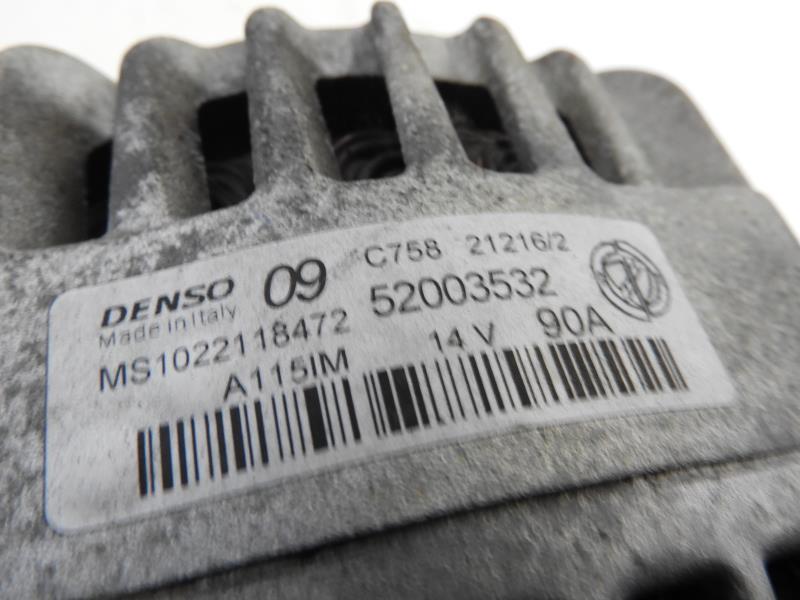 DENSO 09 C758 21216/2
Made in Italy 52003532
MS1022118472 14 V 90A
A115IM